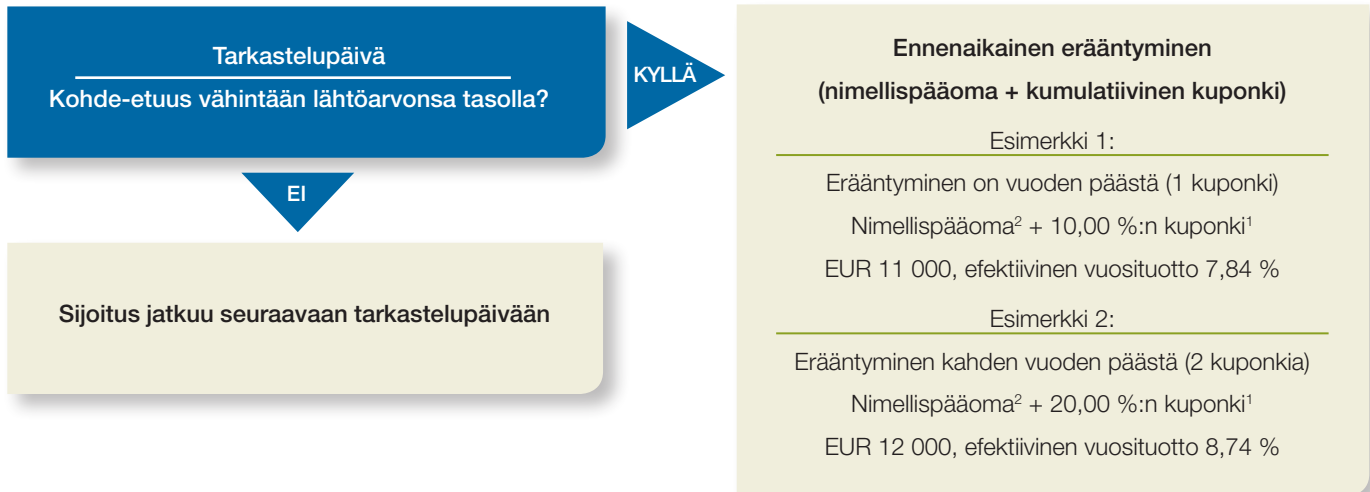 Tarkastelupäivä
Kohde-etuus vähintään lähtöarvonsa tasolla?
KYLLÄ
EI
Sijoitus jatkuu seuraavaan tarkastelupäivään
Ennenaikainen erääntyminen
(nimellispääoma + kumulatiivinen kuponki)
Esimerkki 1:
Erääntyminen on vuoden päästä (1 kuponki)
Nimellispääoma² + 10,00 %:n kuponki¹
EUR 11 000, efektiivinen vuosituotto 7,84 %
Esimerkki 2:
Erääntyminen kahden vuoden päästä (2 kuponkia)
Nimellispääoma² + 20,00 %:n kuponki¹
EUR 12 000, efektiivinen vuosituotto 8,74 %